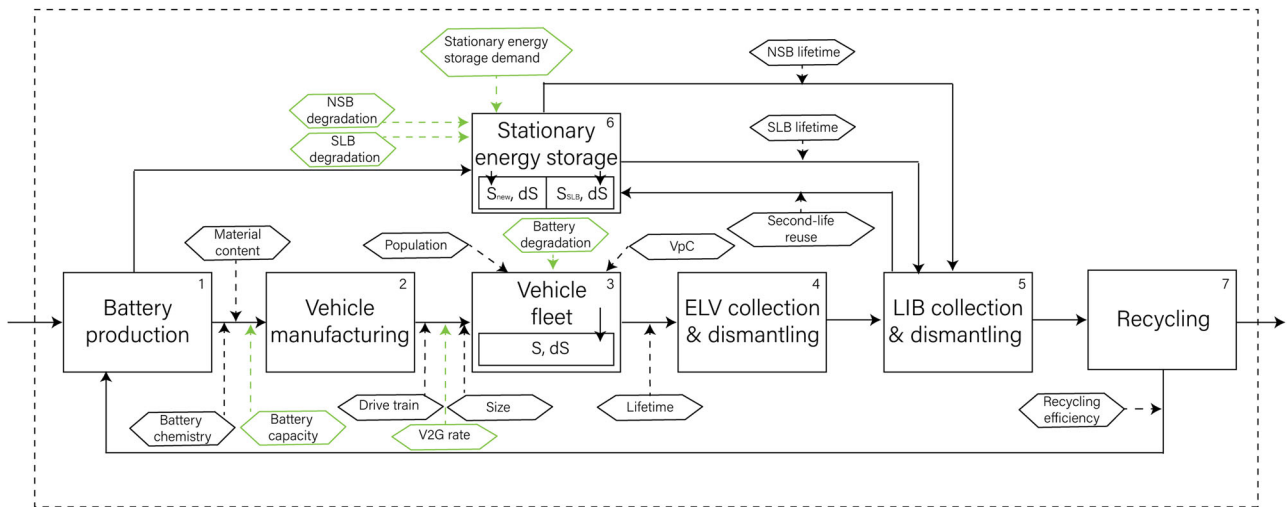 Stationary energy
storage demand
NSB lifetime
NSB
degradation
SLB
degradation
6
Stationary
energy storage
Snew, dS
SSLB, dS
SLB lifetime
Second-life
reuse
Material
content
Population
Battery
degradation
VpC
1
Battery
production
2
Vehicle
manufacturing
3
Vehicle
fleet
S, dS
4
ELV collection
& dismantling
5
LIB collection
& dismantling
7
Recycling
Battery
chemistry
Battery
capacity
Drive train
V2G rate
Size
Lifetime
Recycling
efficiency